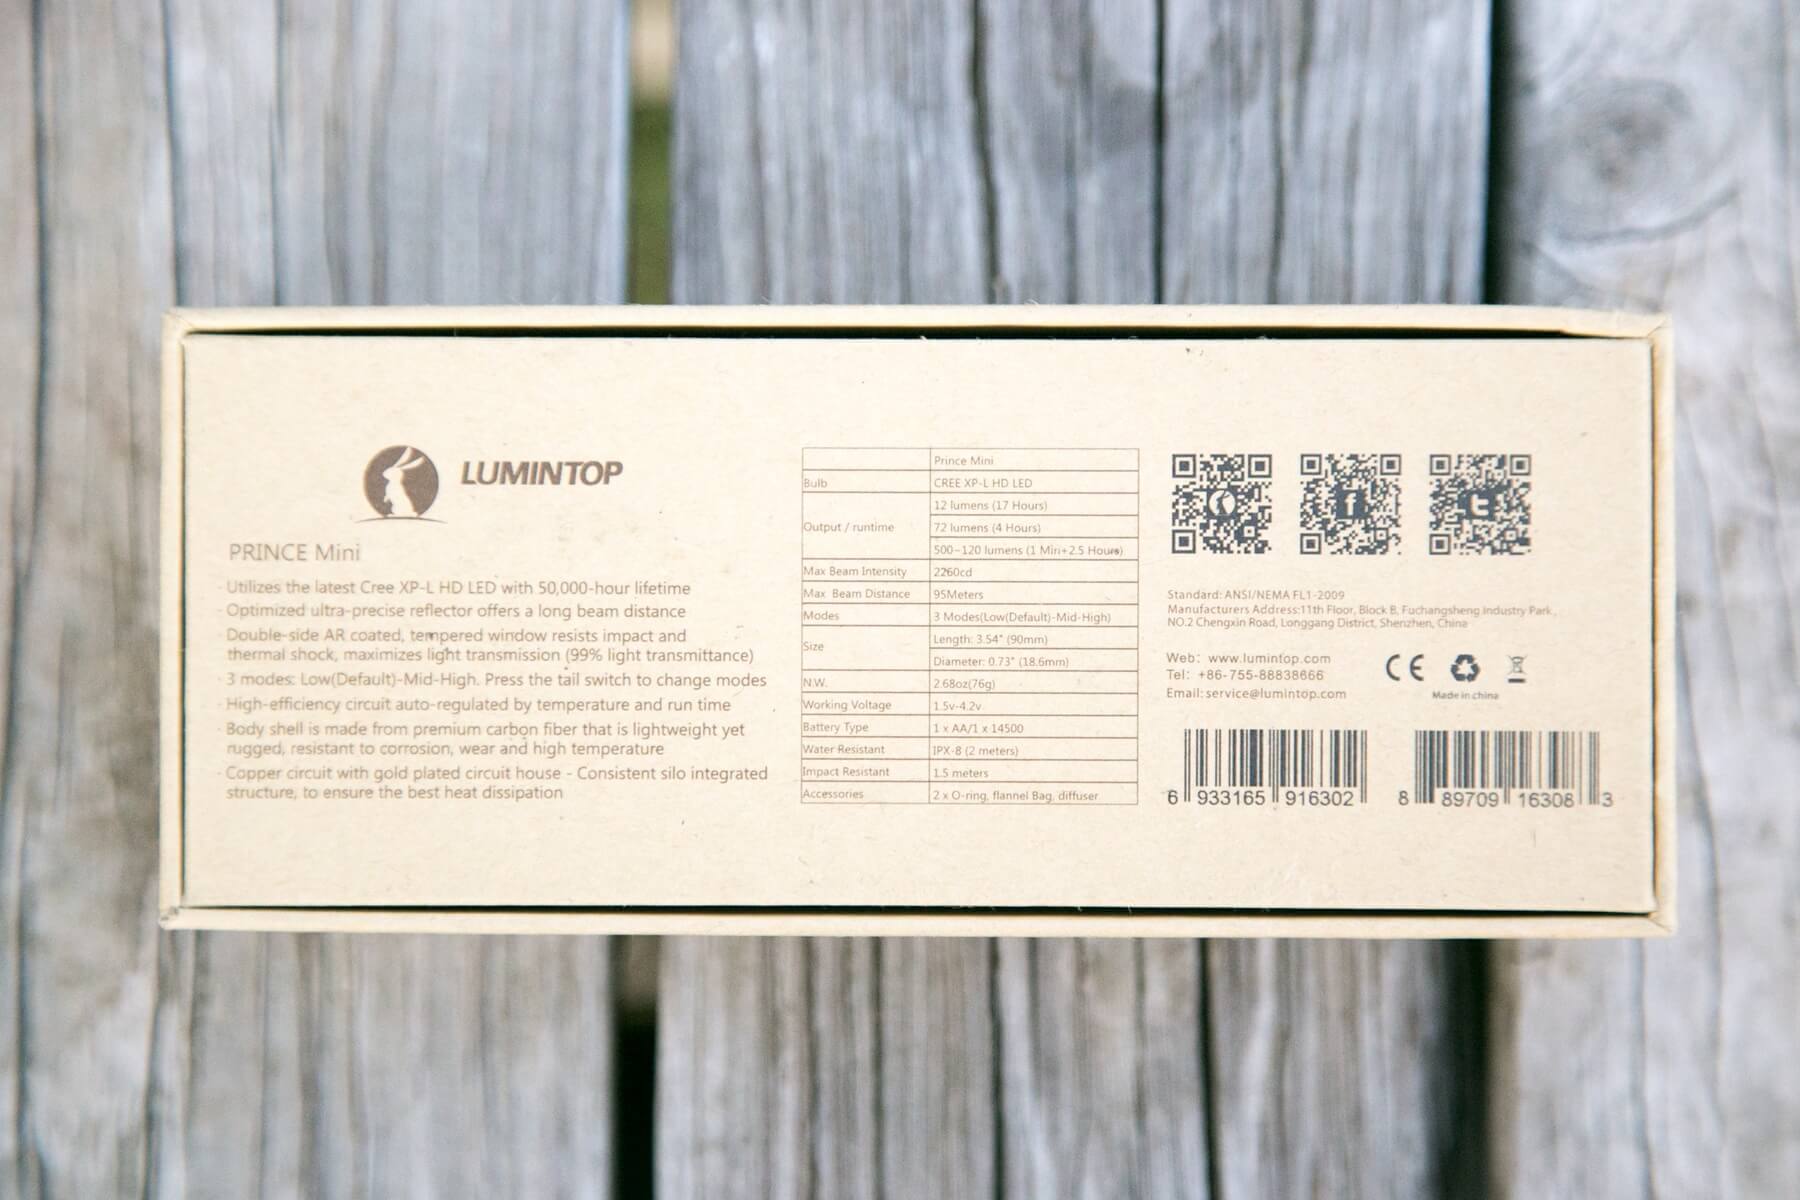 LUMINTOP
PRINCE Mini
· Utilizes the latest Cree XP-L HD LED with 50,000-hour lifetime
· Optimized ultra-precise reflector offers a long beam distance
· Double-side AR coated, tempered window resists impact and
thermal shock, maximizes light transmission (99% light transmittance)
· 3 modes: Low(Default)-Mid-High. Press the tail switch to change modes
· High-efficiency circuit auto-regulated by temperature and run time
· Body shell is made from premium carbon fiber that is lightweight yet
rugged, resistant to corrosion, wear and high temperature
· Copper circuit with gold plated circuit house - Consistent silo integrated
structure, to ensure the best heat dissipation
Prince Mini
Bulb CREE XP-L HD LED
Output / runtime
12 lumens (17 Hours)
72 lumens (4 Hours)
500-120 lumens (1 Min+2.5 Hours)
Max Beam Intensity 2260cd
Max Beam Distance 95Meters
Modes 3 Modes(Low(Default)-Mid-High)
Size
Length: 3.54" (90mm)
Diameter: 0.73" (18.6mm)
N.W. 2.68oz(76g)
Working Voltage 1.5v-4.2v
Battery Type 1 x AA/1 x 14500
Water Resistant IPX-8 (2 meters)
Impact Resistant 1.5 meters
Accessories 2 x O-ring, flannel Bag, diffuser
f
t
Standard: ANSI/NEMA FL1-2009
Manufacturers Address:11th Floor, Block B, Fuchangsheng Industry Park,
NO.2 Chengxin Road, Longgang District, Shenzhen, China
Web: www.lumintop.com
Tel: +86-755-88838666
Email: service@lumintop.com
CE
Made in china
6 933165 916302
8 89709 16308 3